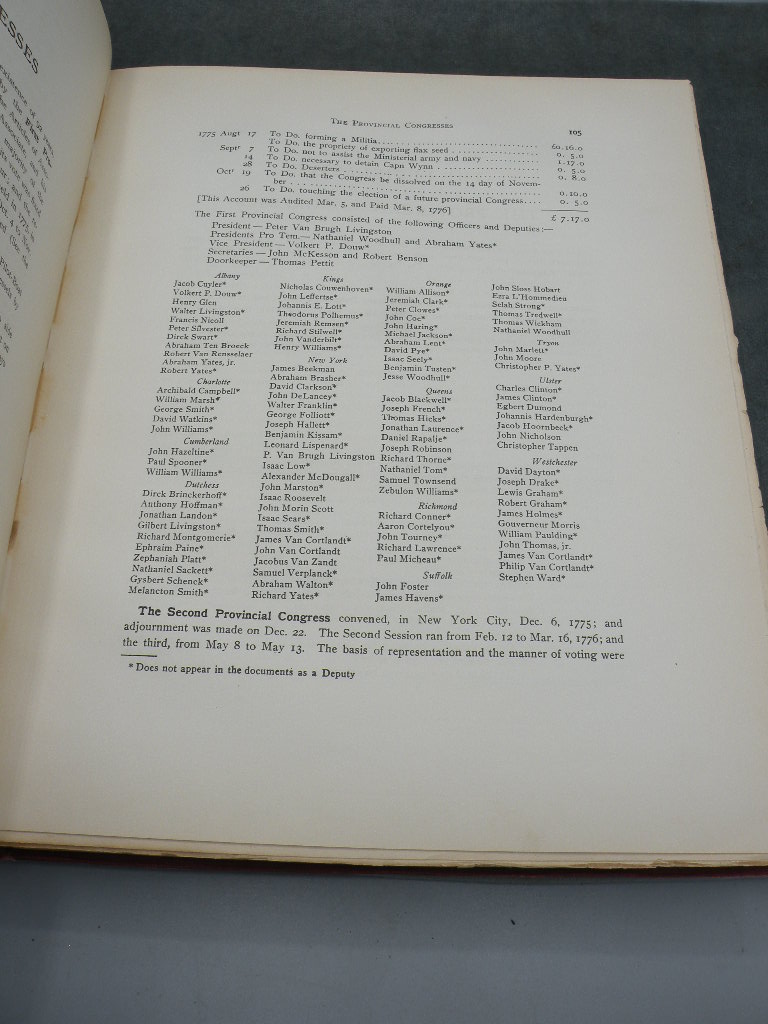 ESSES
THE PROVINCIAL CONGRESSES 105
1775 Augt 17 To Do. forming a Militia 60.16.0
To Do. the propriety of exporting flax seed 0. 5.0
Septr 7 To Do. not to assist the Ministerial army and navy 1.17.0
14 To Do. necessary to detain Capn Wynn 0. 5.0
28 To Do. Deserters 0. 8.0
Octr 19 To Do. that the Congress be dissolved on the 14 day of Novem-
ber 0.10.0
26 To Do. touching the election of a future provincial Congress 0. 5.0
[This Account was Audited Mar. 5, and Paid Mar. 8, 1776] £ 7.17.0
The First Provincial Congress consisted of the following Officers and Deputies:—
President — Peter Van Brugh Livingston
Presidents Pro Tem.— Nathaniel Woodhull and Abraham Yates*
Vice President — Volkert P. Douw*
Secretaries — John McKesson and Robert Benson
Doorkeeper — Thomas Pettit
Albany
Jacob Cuyler*
Volkert P. Douw*
Henry Glen
Walter Livingston*
Francis Nicoll
Peter Silvester*
Dirck Swart*
Abraham Ten Broeck
Robert Van Rensselaer
Abraham Yates, jr.
Robert Yates*
Charlotte
Archibald Campbell*
William Marsh*
George Smith*
David Watkins*
John Williams*
Cumberland
John Hazeltine*
Paul Spooner*
William Williams*
Dutchess
Dirck Brinckerhoff*
Anthony Hoffman*
Jonathan Landon*
Gilbert Livingston*
Richard Montgomerie*
Ephraim Paine*
Zephaniah Platt*
Nathaniel Sackett*
Gysbert Schenck*
Melancton Smith*
Kings
Nicholas Couwenhoven*
John Leffertse*
Johannis E. Lott*
Theodorus Polhemus*
Jeremiah Remsen*
Richard Stilwell*
John Vanderbilt*
Henry Williams*
New York
James Beekman
Abraham Brasher*
David Clarkson*
John DeLancey*
Walter Franklin*
George Folliott*
Joseph Hallett*
Benjamin Kissam*
Leonard Lispenard*
P. Van Brugh Livingston
Isaac Low*
Alexander McDougall*
John Marston*
Isaac Roosevelt
John Morin Scott
Isaac Sears*
Thomas Smith*
James Van Cortlandt*
John Van Cortlandt
Jacobus Van Zandt
Samuel Verplanck*
Abraham Walton*
Richard Yates*
Orange
William Allison*
Jeremiah Clark*
Peter Clowes*
John Coe*
John Haring*
Michael Jackson*
Abraham Lent*
David Pye*
Isaac Seely*
Benjamin Tusten*
Jesse Woodhull*
Queens
Jacob Blackwell*
Joseph French*
Thomas Hicks*
Jonathan Laurence*
Daniel Rapalje*
Joseph Robinson
Richard Thorne*
Nathaniel Tom*
Samuel Townsend
Zebulon Williams*
Richmond
Richard Conner*
Aaron Cortelyou*
John Tourney*
Richard Lawrence*
Paul Micheau*
Suffolk
John Foster
James Havens*
John Sloss Hobart
Ezra L'Hommedieu
Selah Strong*
Thomas Tredwell*
Thomas Wickham
Nathaniel Woodhull
Tryon
John Marlett*
John Moore
Christopher P. Yates*
Ulster
Charles Clinton*
James Clinton*
Egbert Dumond
Johannis Hardenburgh*
Jacob Hoornbeck*
John Nicholson
Christopher Tappen
Westchester
David Dayton*
Joseph Drake*
Lewis Graham*
Robert Graham*
James Holmes*
Gouverneur Morris
William Paulding*
John Thomas, jr.
James Van Cortlandt*
Philip Van Cortlandt*
Stephen Ward*
The Second Provincial Congress convened, in New York City, Dec. 6, 1775; and
adjournment was made on Dec. 22. The Second Session ran from Feb. 12 to Mar. 16, 1776; and
the third, from May 8 to May 13. The basis of representation and the manner of voting were
* Does not appear in the documents as a Deputy